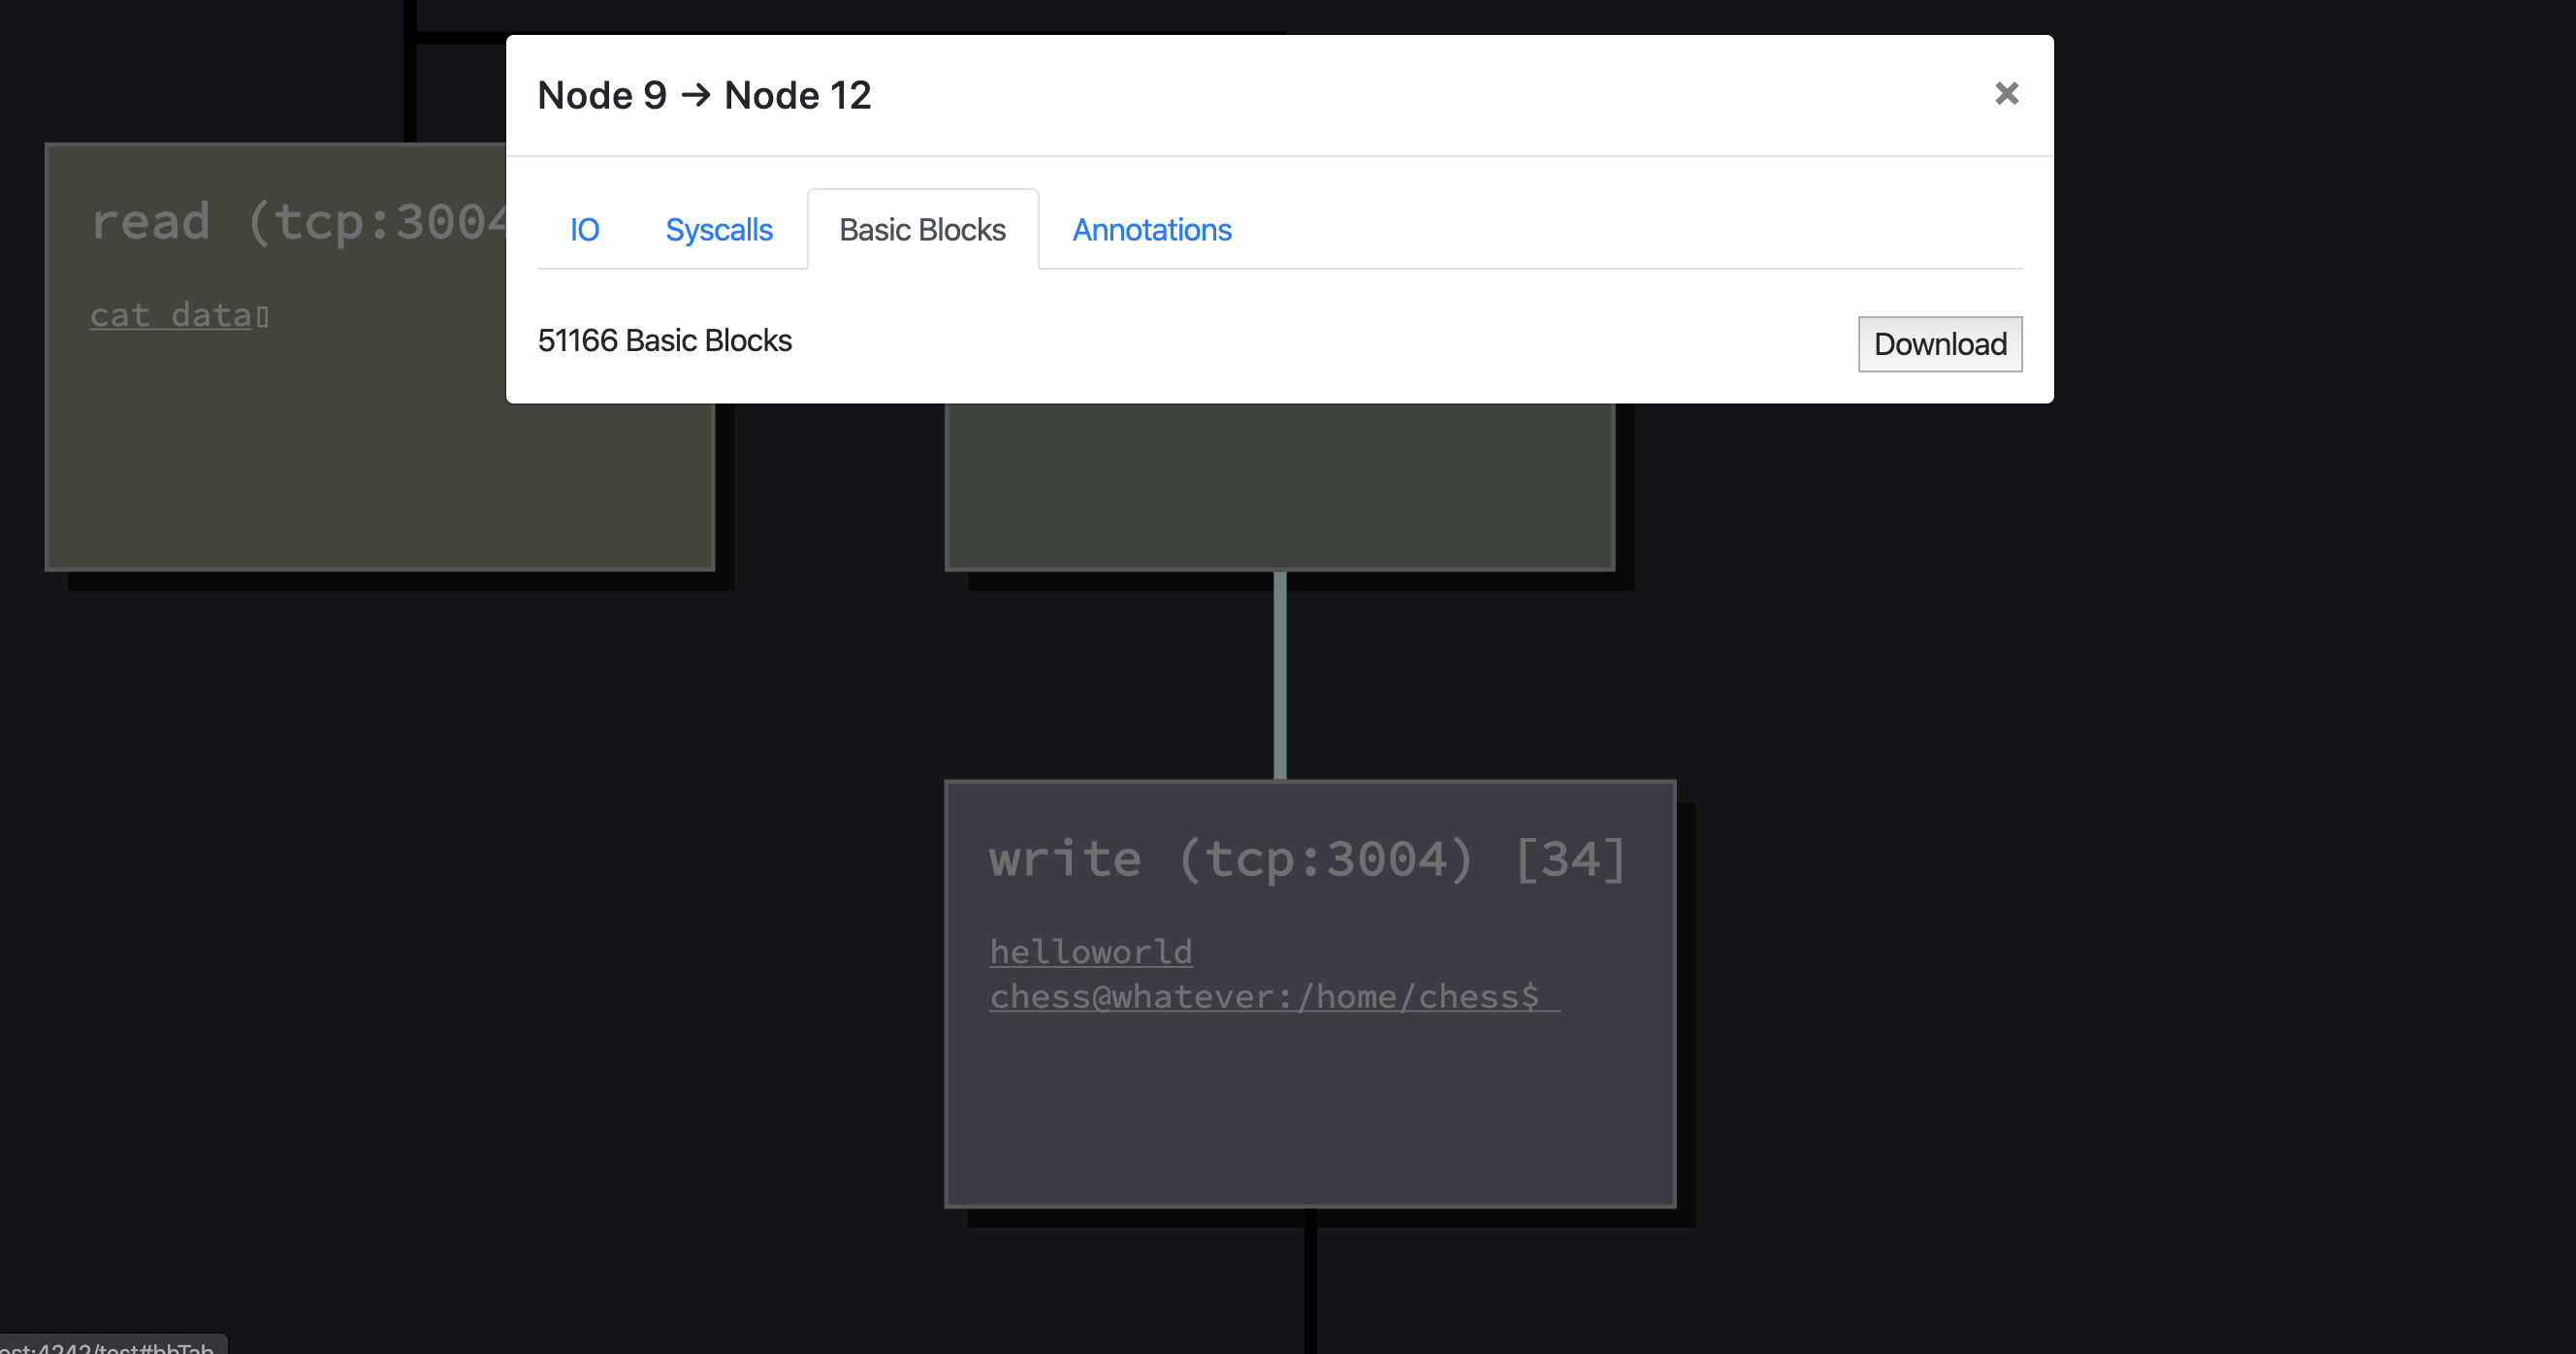 Node 9 → Node 12
×
IO Syscalls Basic Blocks Annotations
51166 Basic Blocks
Download
read (tcp:3004
cat data▯
write (tcp:3004) [34]
helloworld
chess@whatever:/home/chess$
ost:4242/test#bbTab